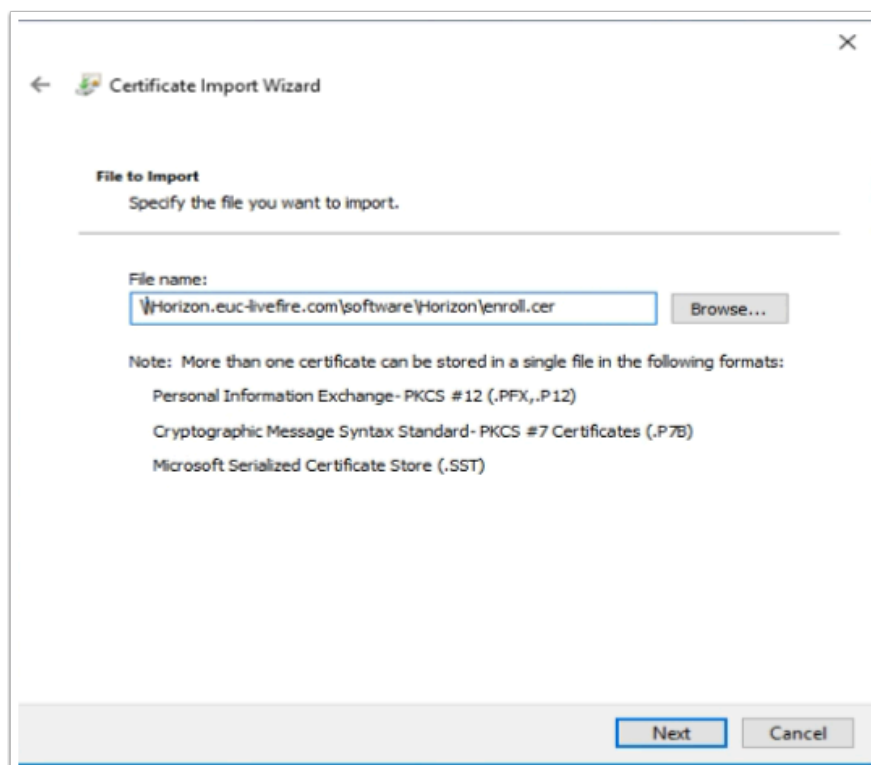 Certificate Import Wizard
File to Import
Specify the file you want to import.
File name:
\\Horizon.euc-livefire.com\software\Horizon\enroll.cer
Browse...
Note: More than one certificate can be stored in a single file in the following formats:
Personal Information Exchange- PKCS #12 (.PFX,.P12)
Cryptographic Message Syntax Standard- PKCS #7 Certificates (.P7B)
Microsoft Serialized Certificate Store (.SST)
Next
Cancel